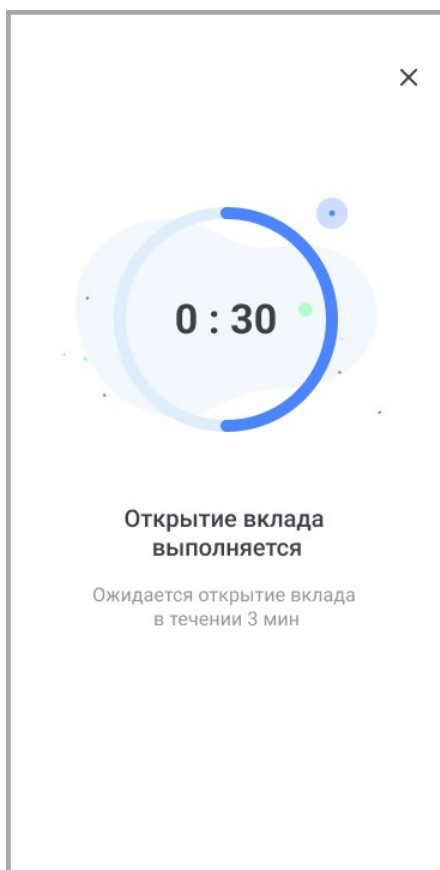 0 : 30
Открытие вклада
выполняется
Ожидается открытие вклада
в течении 3 мин